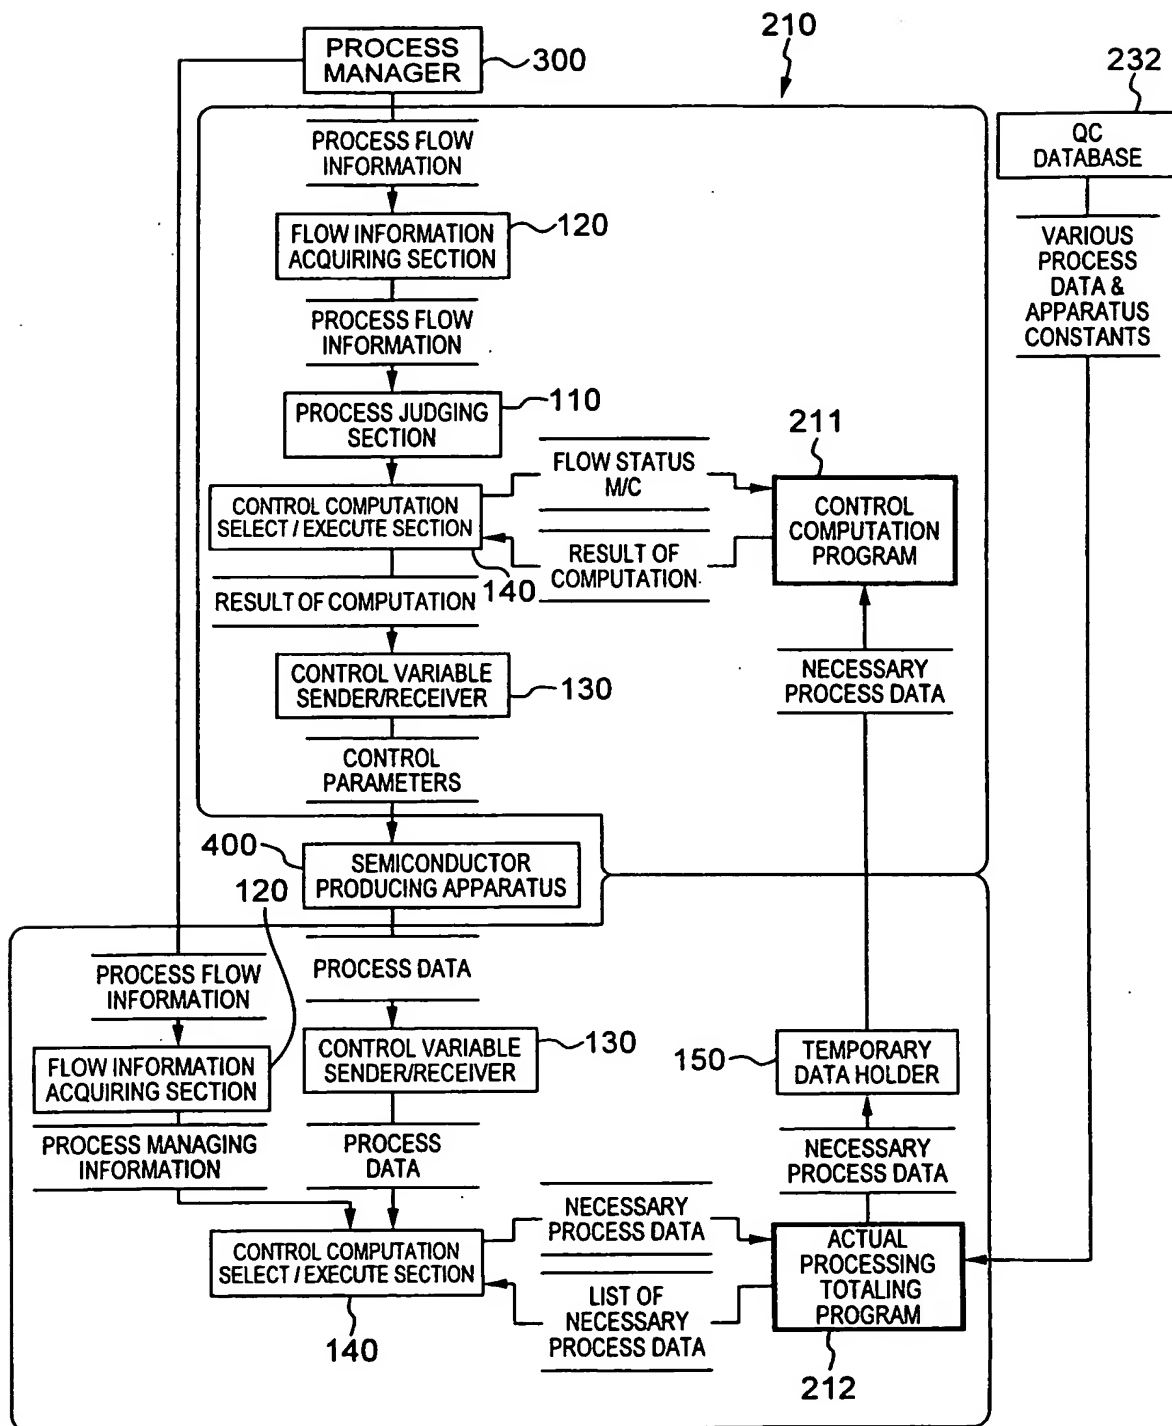 210
PROCESS
MANAGER
300
232
QC
DATABASE
PROCESS FLOW
INFORMATION
120
FLOW INFORMATION
ACQUIRING SECTION
VARIOUS
PROCESS
DATA &
APPARATUS
CONSTANTS
PROCESS FLOW
INFORMATION
110
PROCESS JUDGING
SECTION
211
FLOW STATUS
M/C
CONTROL COMPUTATION
SELECT / EXECUTE SECTION
140
CONTROL
COMPUTATION
PROGRAM
RESULT OF
COMPUTATION
RESULT OF COMPUTATION
CONTROL VARIABLE
SENDER/RECEIVER
130
NECESSARY
PROCESS DATA
CONTROL
PARAMETERS
400
SEMICONDUCTOR
PRODUCING APPARATUS
120
PROCESS FLOW
INFORMATION
PROCESS DATA
FLOW INFORMATION
ACQUIRING SECTION
CONTROL VARIABLE
SENDER/RECEIVER
130
150
TEMPORARY
DATA HOLDER
PROCESS MANAGING
INFORMATION
PROCESS
DATA
NECESSARY
PROCESS DATA
NECESSARY
PROCESS DATA
CONTROL COMPUTATION
SELECT / EXECUTE SECTION
140
LIST OF
NECESSARY
PROCESS DATA
ACTUAL
PROCESSING
TOTALING
PROGRAM
212